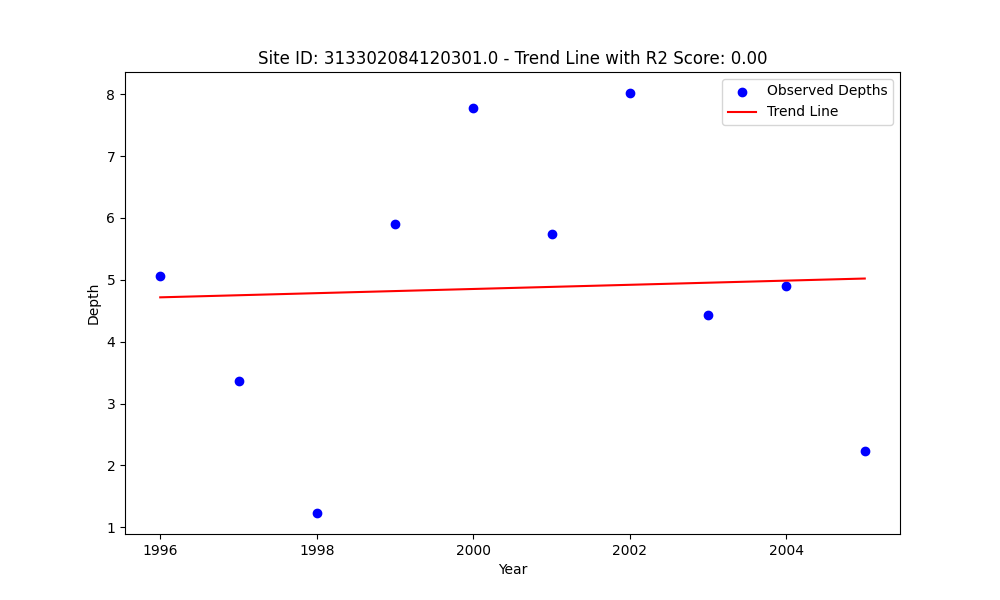 Site ID: 313302084120301.0 - Trend Line with R2 Score: 0.00
Observed Depths
Trend Line
8
7
6
5
4
3
2
1
Depth
1996
1998
2000
2002
2004
Year